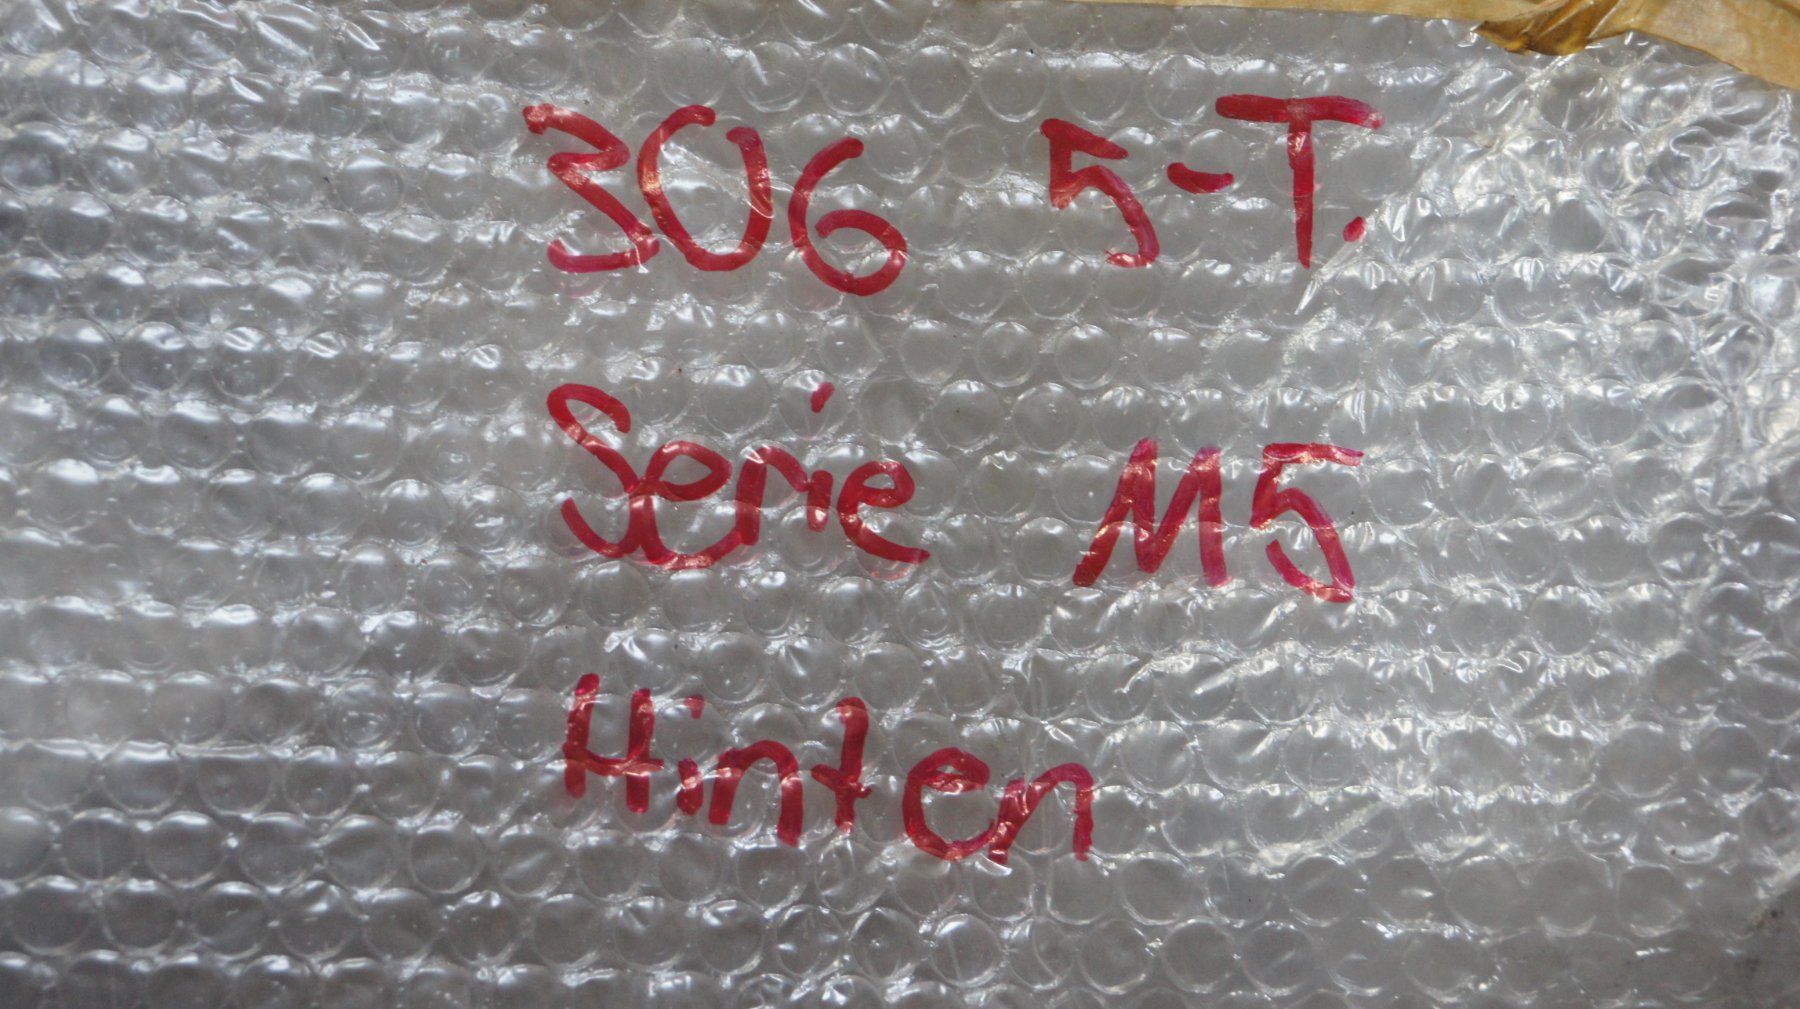 306 5-T.
Serie M5
Hinten